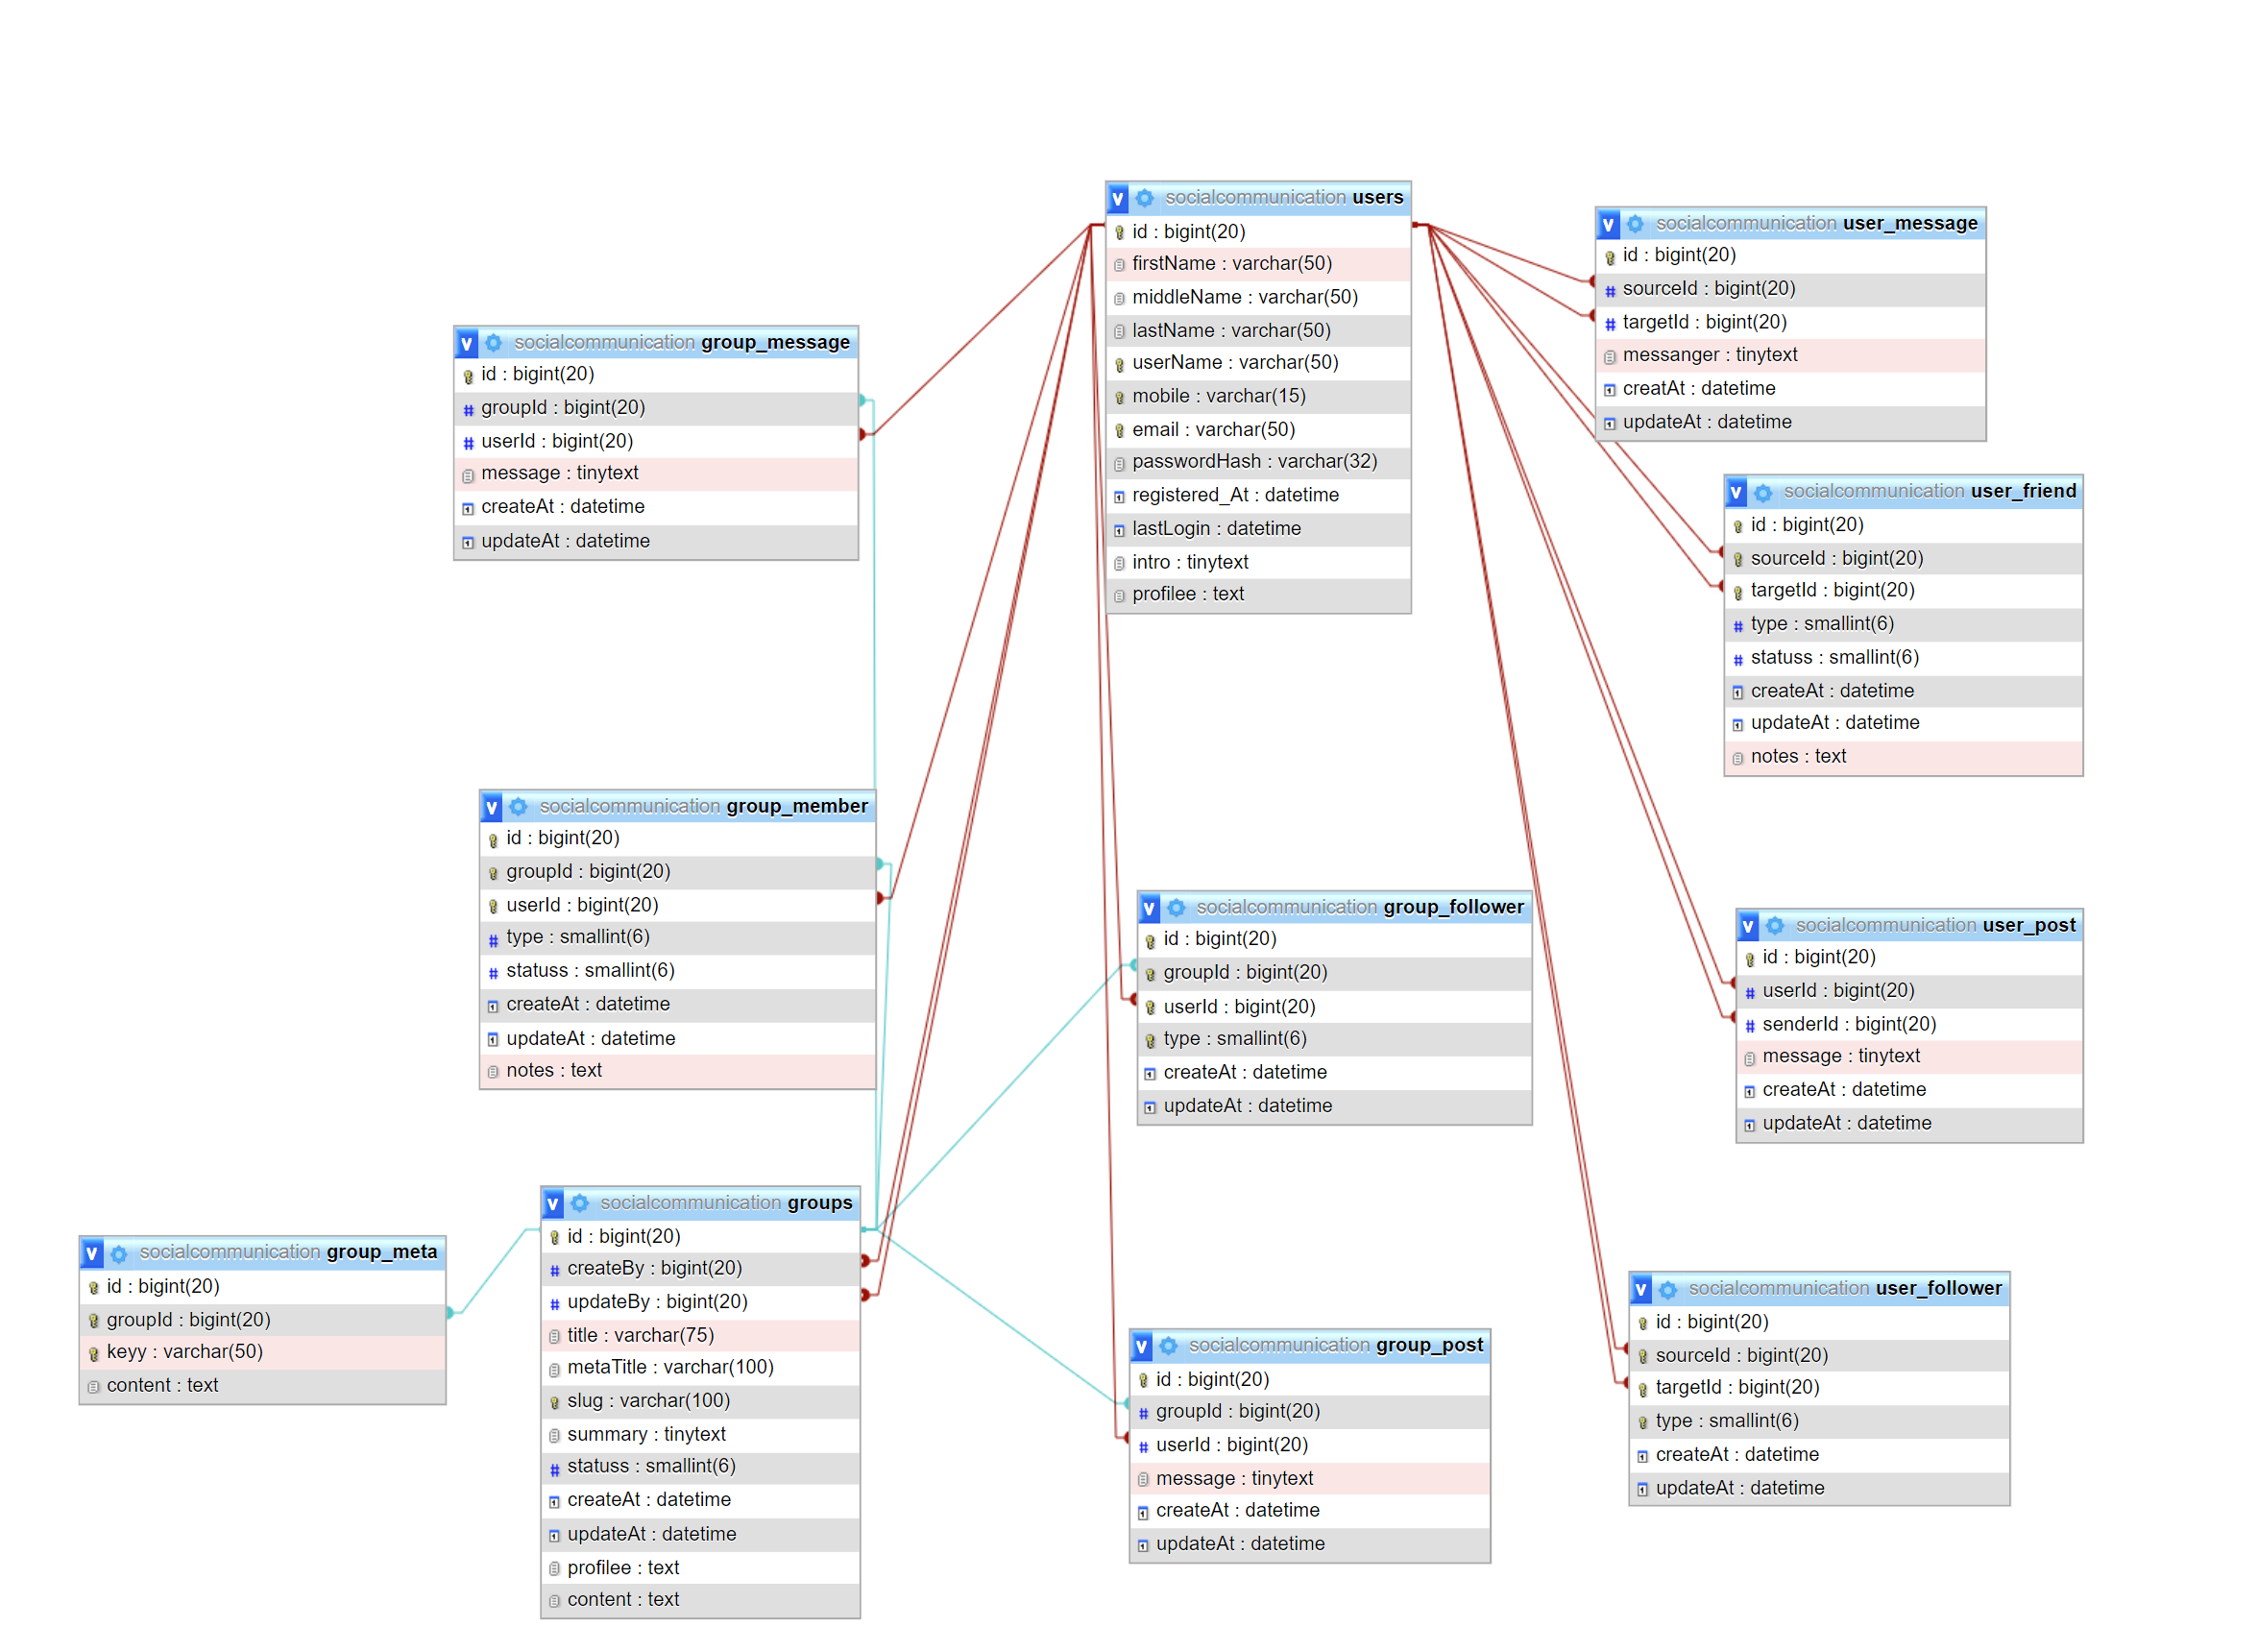 socialcommunication users
id : bigint(20)
firstName : varchar(50)
middleName : varchar(50)
lastName : varchar(50)
userName : varchar(50)
mobile : varchar(15)
email : varchar(50)
passwordHash : varchar(32)
registered_At : datetime
lastLogin : datetime
intro : tinytext
profilee : text
socialcommunication user_message
id : bigint(20)
sourceId : bigint(20)
targetId : bigint(20)
messanger : tinytext
creatAt : datetime
updateAt : datetime
socialcommunication group_message
id : bigint(20)
groupId : bigint(20)
userId : bigint(20)
message : tinytext
createAt : datetime
updateAt : datetime
socialcommunication user_friend
id : bigint(20)
sourceId : bigint(20)
targetId : bigint(20)
type : smallint(6)
statuss : smallint(6)
createAt : datetime
updateAt : datetime
notes : text
socialcommunication group_member
id : bigint(20)
groupId : bigint(20)
userId : bigint(20)
type : smallint(6)
statuss : smallint(6)
createAt : datetime
updateAt : datetime
notes : text
socialcommunication group_follower
id : bigint(20)
groupId : bigint(20)
userId : bigint(20)
type : smallint(6)
createAt : datetime
updateAt : datetime
socialcommunication user_post
id : bigint(20)
userId : bigint(20)
senderId : bigint(20)
message : tinytext
createAt : datetime
updateAt : datetime
socialcommunication groups
id : bigint(20)
createBy : bigint(20)
updateBy : bigint(20)
title : varchar(75)
metaTitle : varchar(100)
slug : varchar(100)
summary : tinytext
statuss : smallint(6)
createAt : datetime
updateAt : datetime
profilee : text
content : text
socialcommunication group_meta
id : bigint(20)
groupId : bigint(20)
keyy : varchar(50)
content : text
socialcommunication group_post
id : bigint(20)
groupId : bigint(20)
userId : bigint(20)
message : tinytext
createAt : datetime
updateAt : datetime
socialcommunication user_follower
id : bigint(20)
sourceId : bigint(20)
targetId : bigint(20)
type : smallint(6)
createAt : datetime
updateAt : datetime